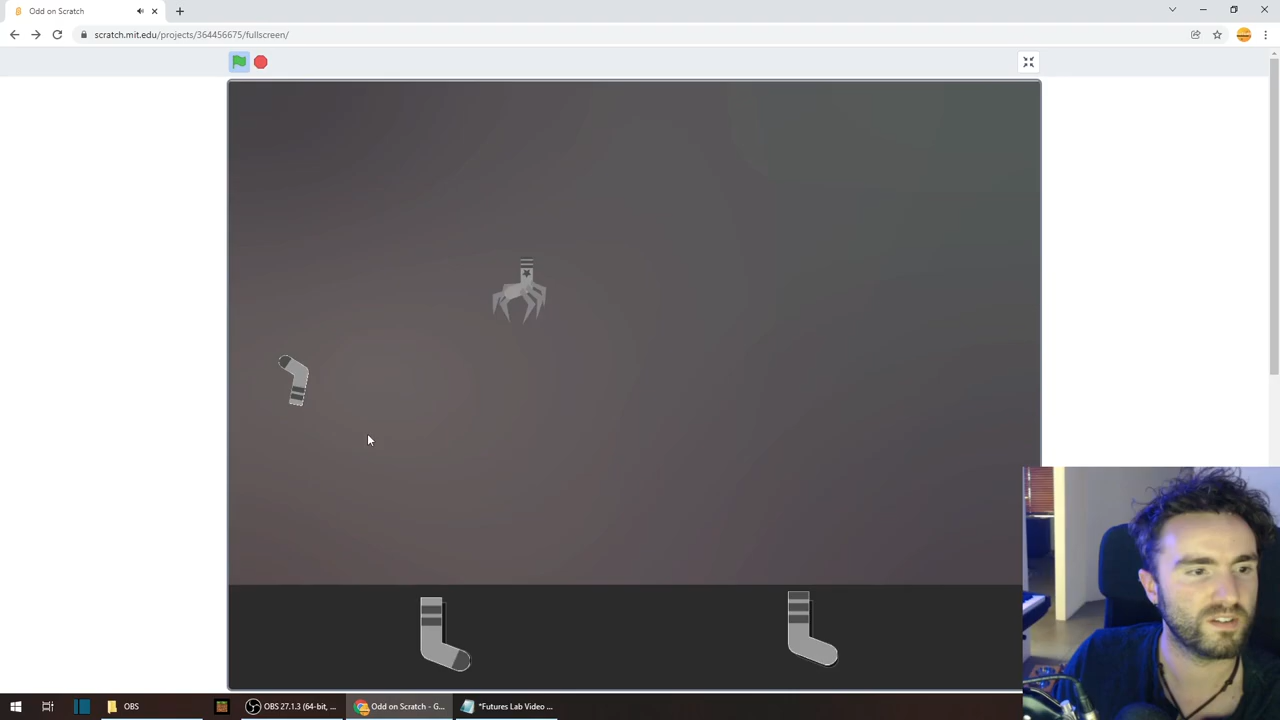 Odd on Scratch
scratch.mit.edu/projects/364456675/fullscreen/
OBS
OBS 27.1.3 (64-bit, ...
Odd on Scratch - G...
*Futures Lab Video ...